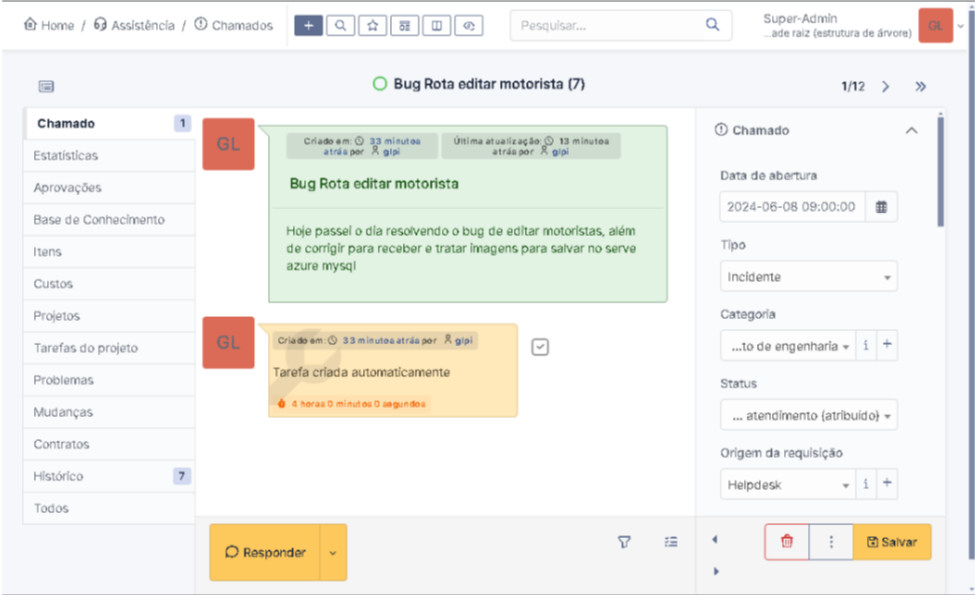 Home / Assistência / Chamados
Pesquisar...
Super-Admin
...ade raiz (estrutura de árvore)
GL
Bug Rota editar motorista (7)
1/12
Chamado 1
Estatísticas
Aprovações
Base de Conhecimento
Itens
Custos
Projetos
Tarefas do projeto
Problemas
Mudanças
Contratos
Histórico 7
Todos
GL
Criado em: 33 minutos
atrás por glpi
Última atualização: 13 minutos
atrás por glpi
Bug Rota editar motorista
Hoje passei o dia resolvendo o bug de editar motoristas, além
de corrigir para receber e tratar imagens para salvar no serve
azure mysql
GL
Criado em: 33 minutos atrás por glpi
Tarefa criada automaticamente
4 horas 0 minutos 0 segundos
Responder
Chamado
Data de abertura
2024-06-08 09:00:00
Tipo
Incidente
Categoria
...to de engenharia
Status
... atendimento (atribuído)
Origem da requisição
Helpdesk
Salvar